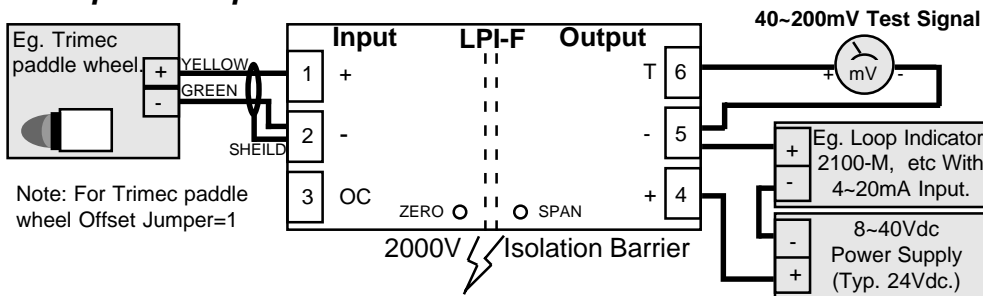 40~200mV Test Signal
Eg. Trimec
paddle wheel.
+
-
YELLOW
GREEN
SHEILD
Note: For Trimec paddle
wheel Offset Jumper=1
Input LPI-F Output
1 +
2 -
3 OC
ZERO SPAN
T 6
- 5
+ 4
2000V Isolation Barrier
+ mV -
+
-
Eg. Loop Indicator
2100-M, etc With
4~20mA Input.
-
+
8~40Vdc
Power Supply
(Typ. 24Vdc.)